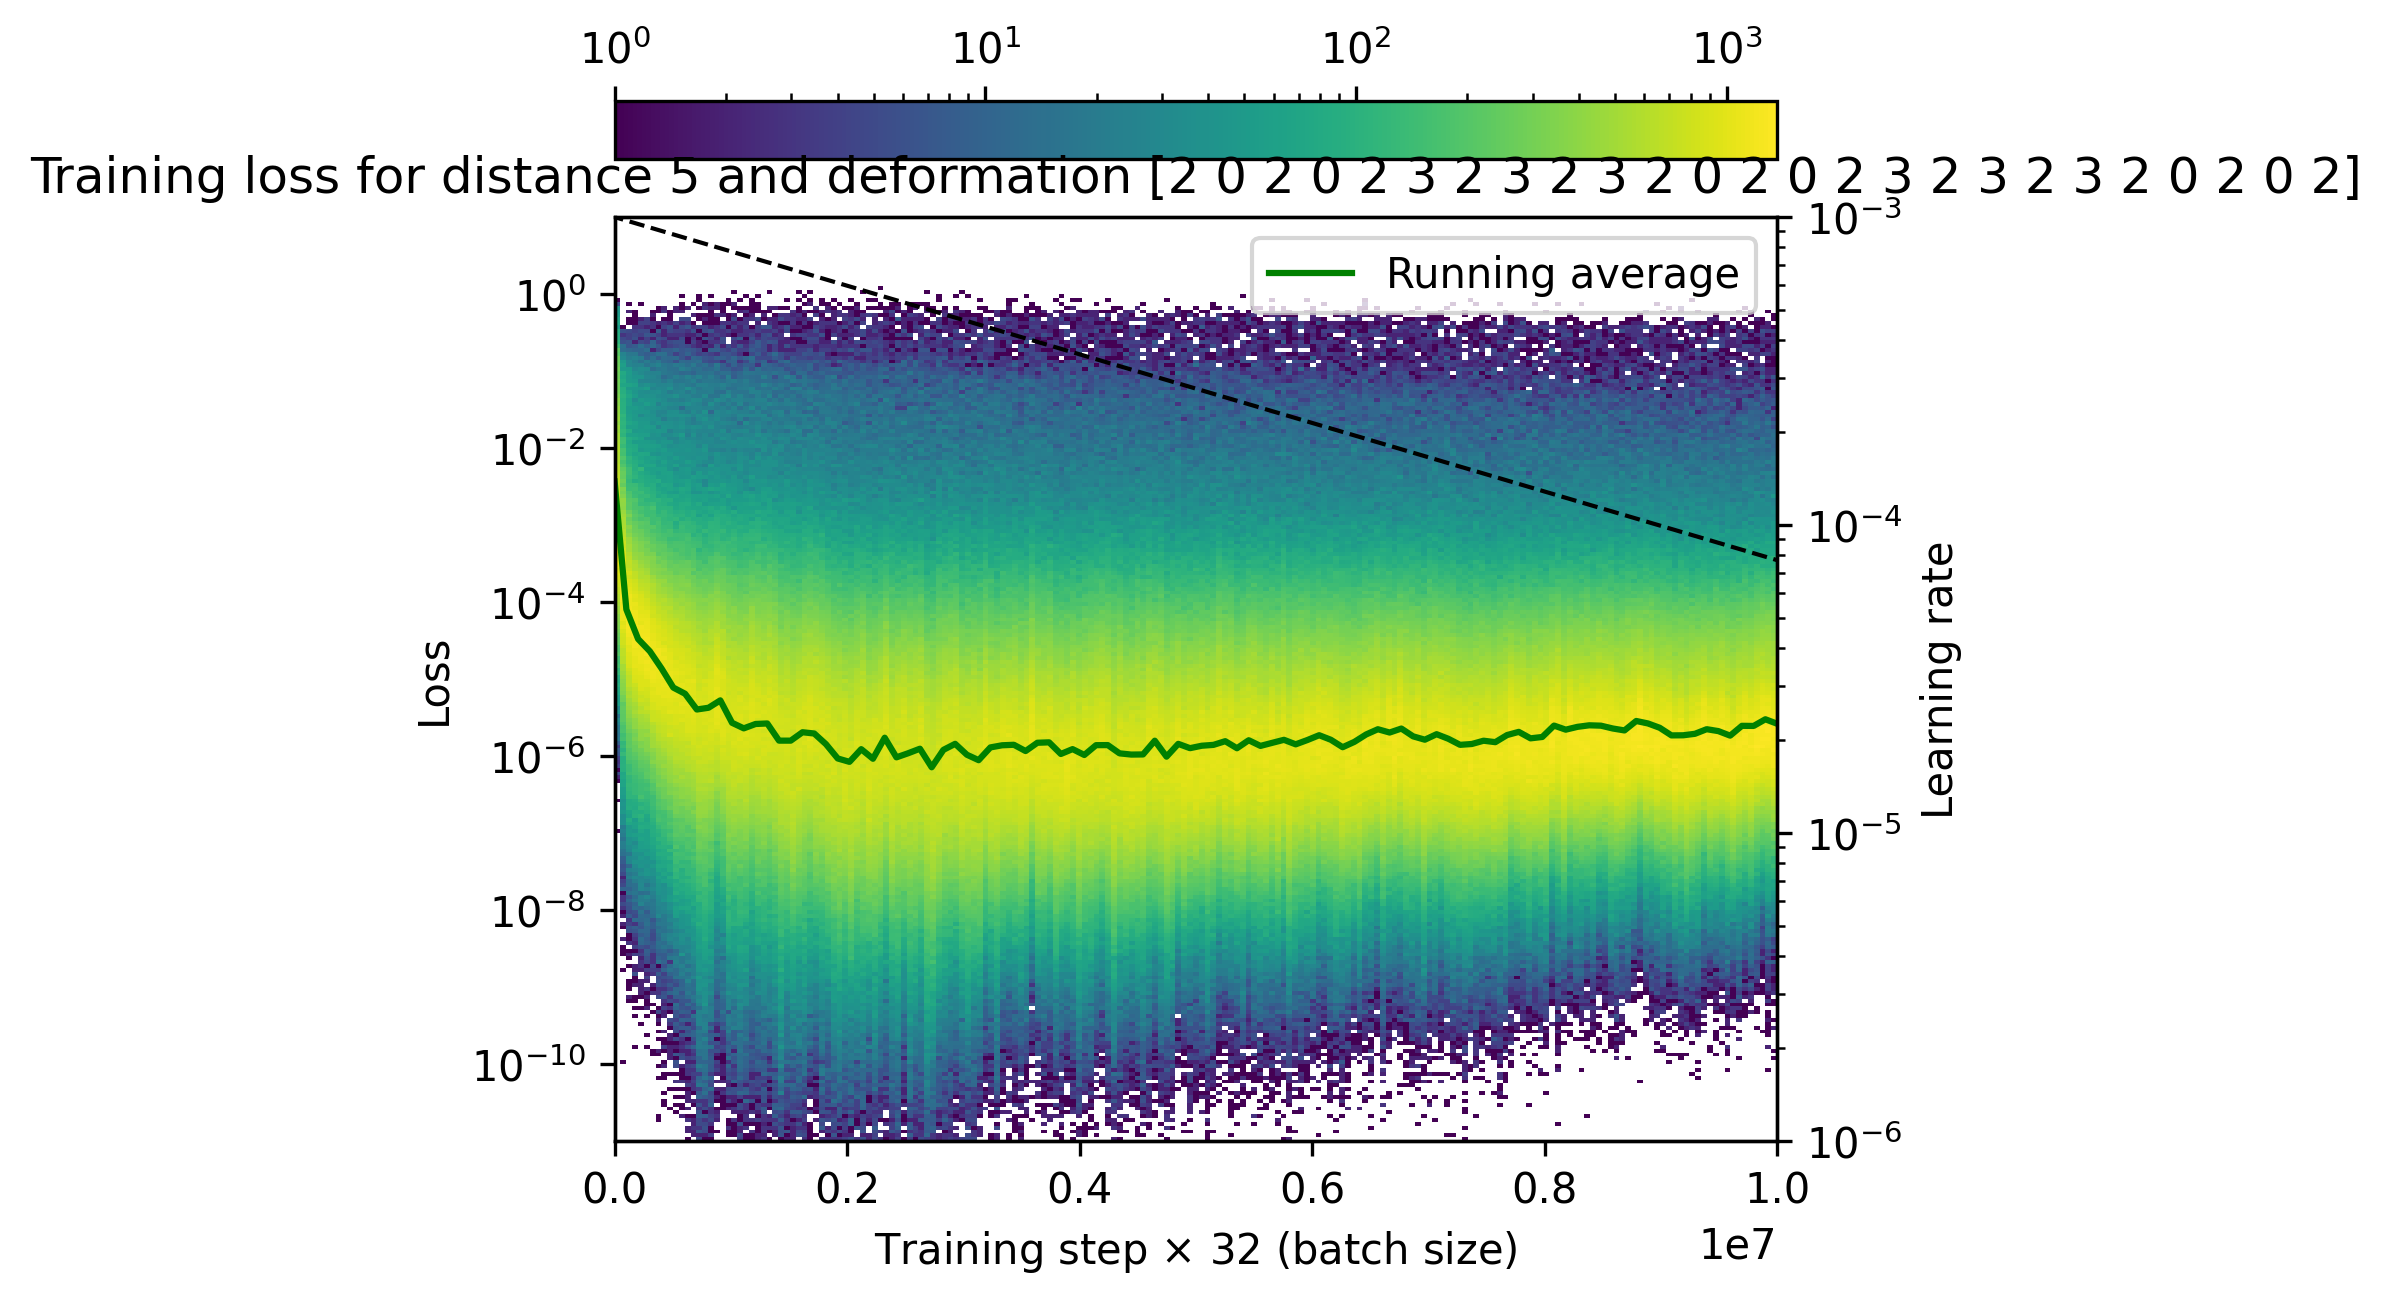 10⁰ 10¹ 10² 10³
Training loss for distance 5 and deformation [2 0 2 0 2 3 2 3 2 3 2 0 2 0 2 3 2 3 2 3 2 0 2 0 2]
Running average
10⁰
10⁻²
10⁻⁴
10⁻⁶
10⁻⁸
10⁻¹⁰
Loss
10⁻³
10⁻⁴
10⁻⁵
10⁻⁶
Learning rate
0.0 0.2 0.4 0.6 0.8 1.0
1e7
Training step × 32 (batch size)